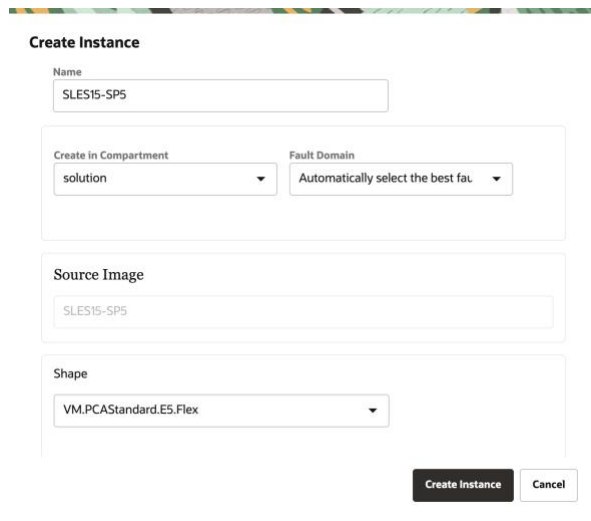 Create Instance
Name
SLES15-SP5
Create in Compartment
Fault Domain
solution
Automatically select the best fau
Source Image
SLES15-SP5
Shape
VM.PCAStandard.E5.Flex
Create Instance
Cancel